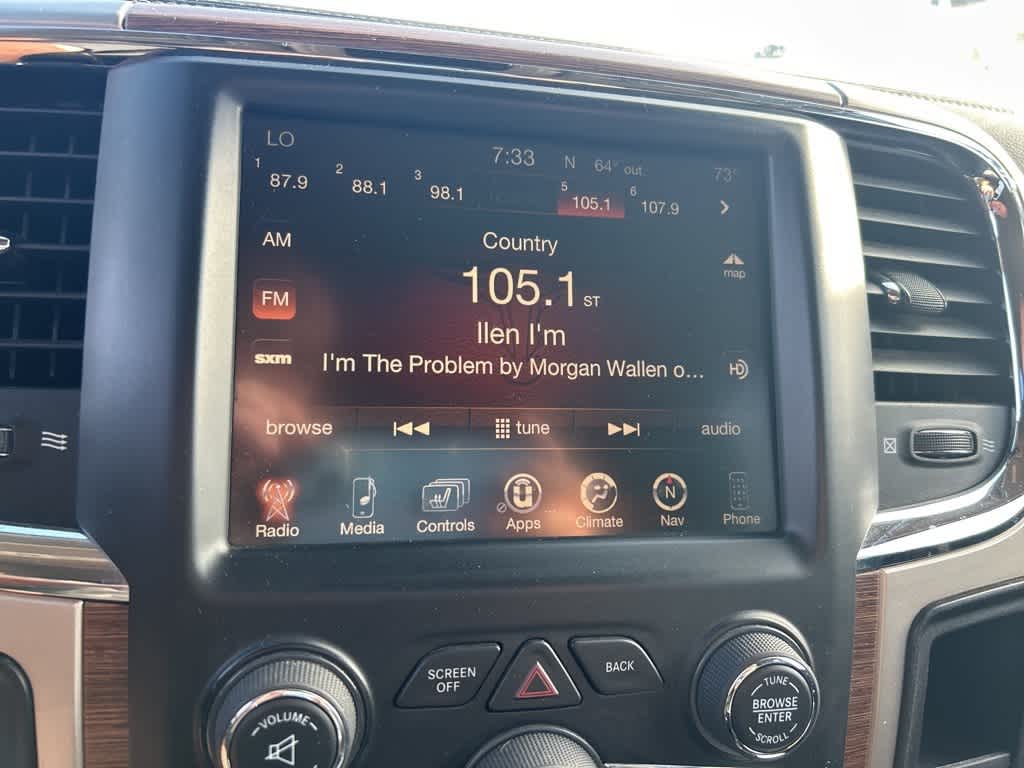 LO 7:33 N 64° out 73°
1 87.9 2 88.1 3 98.1 5 105.1 6 107.9
AM Country
map
105.1 ST
FM
llen I'm
sxm I'm The Problem by Morgan Wallen o... HD
browse tune audio
Radio Media Controls Apps ... Climate Nav Phone
N
SCREEN OFF BACK
VOLUME
TUNE
BROWSE
ENTER
SCROLL